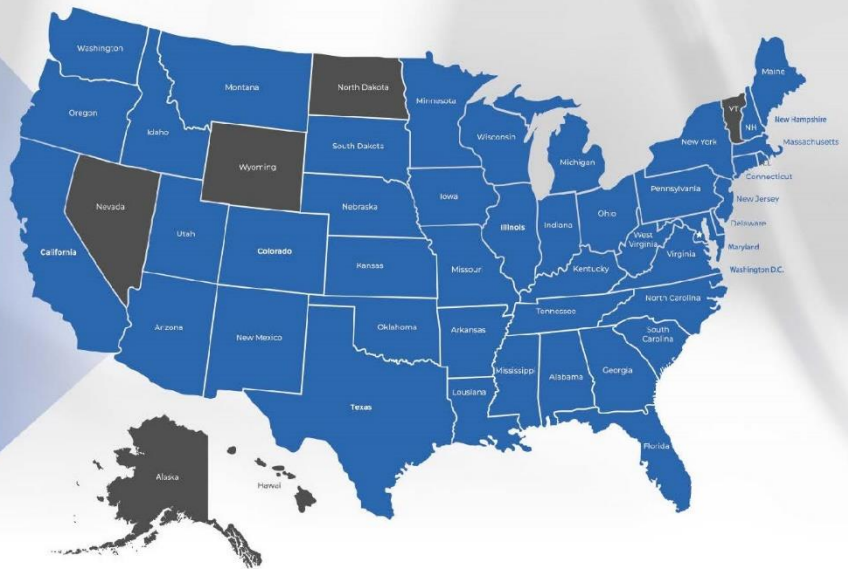 Washington
Montana
North Dakota
Minnesota
Maine
Oregon
Idaho
Wyoming
South Dakota
Wisconsin
Michigan
New York
VT
NH
New Hampshire
Massachusetts
Connecticut
Nevada
Utah
Colorado
Nebraska
Iowa
Illinois
Indiana
Ohio
Pennsylvania
New Jersey
Delaware
Maryland
Washington D.C.
California
Kansas
Missouri
Kentucky
West
Virginia
Virginia
North Carolina
Tennessee
South
Carolina
Arizona
New Mexico
Oklahoma
Arkansas
Mississippi
Alabama
Georgia
Texas
Lousiana
Florida
Alaska
Hawai